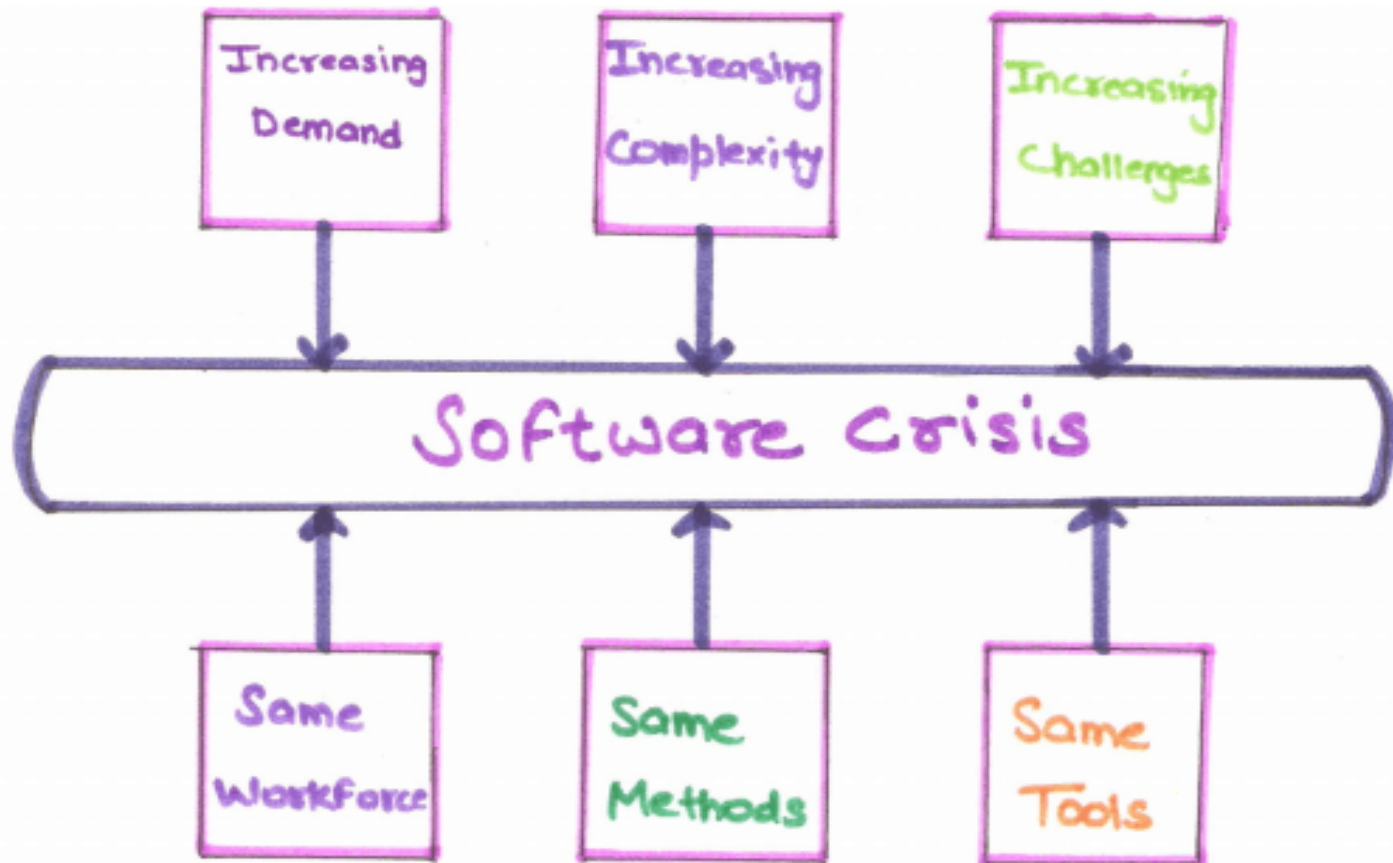 Increasing
Demand
Increasing
Complexity
Increasing
Challenges
Software Crisis
Same
Workforce
Same
Methods
Same
Tools